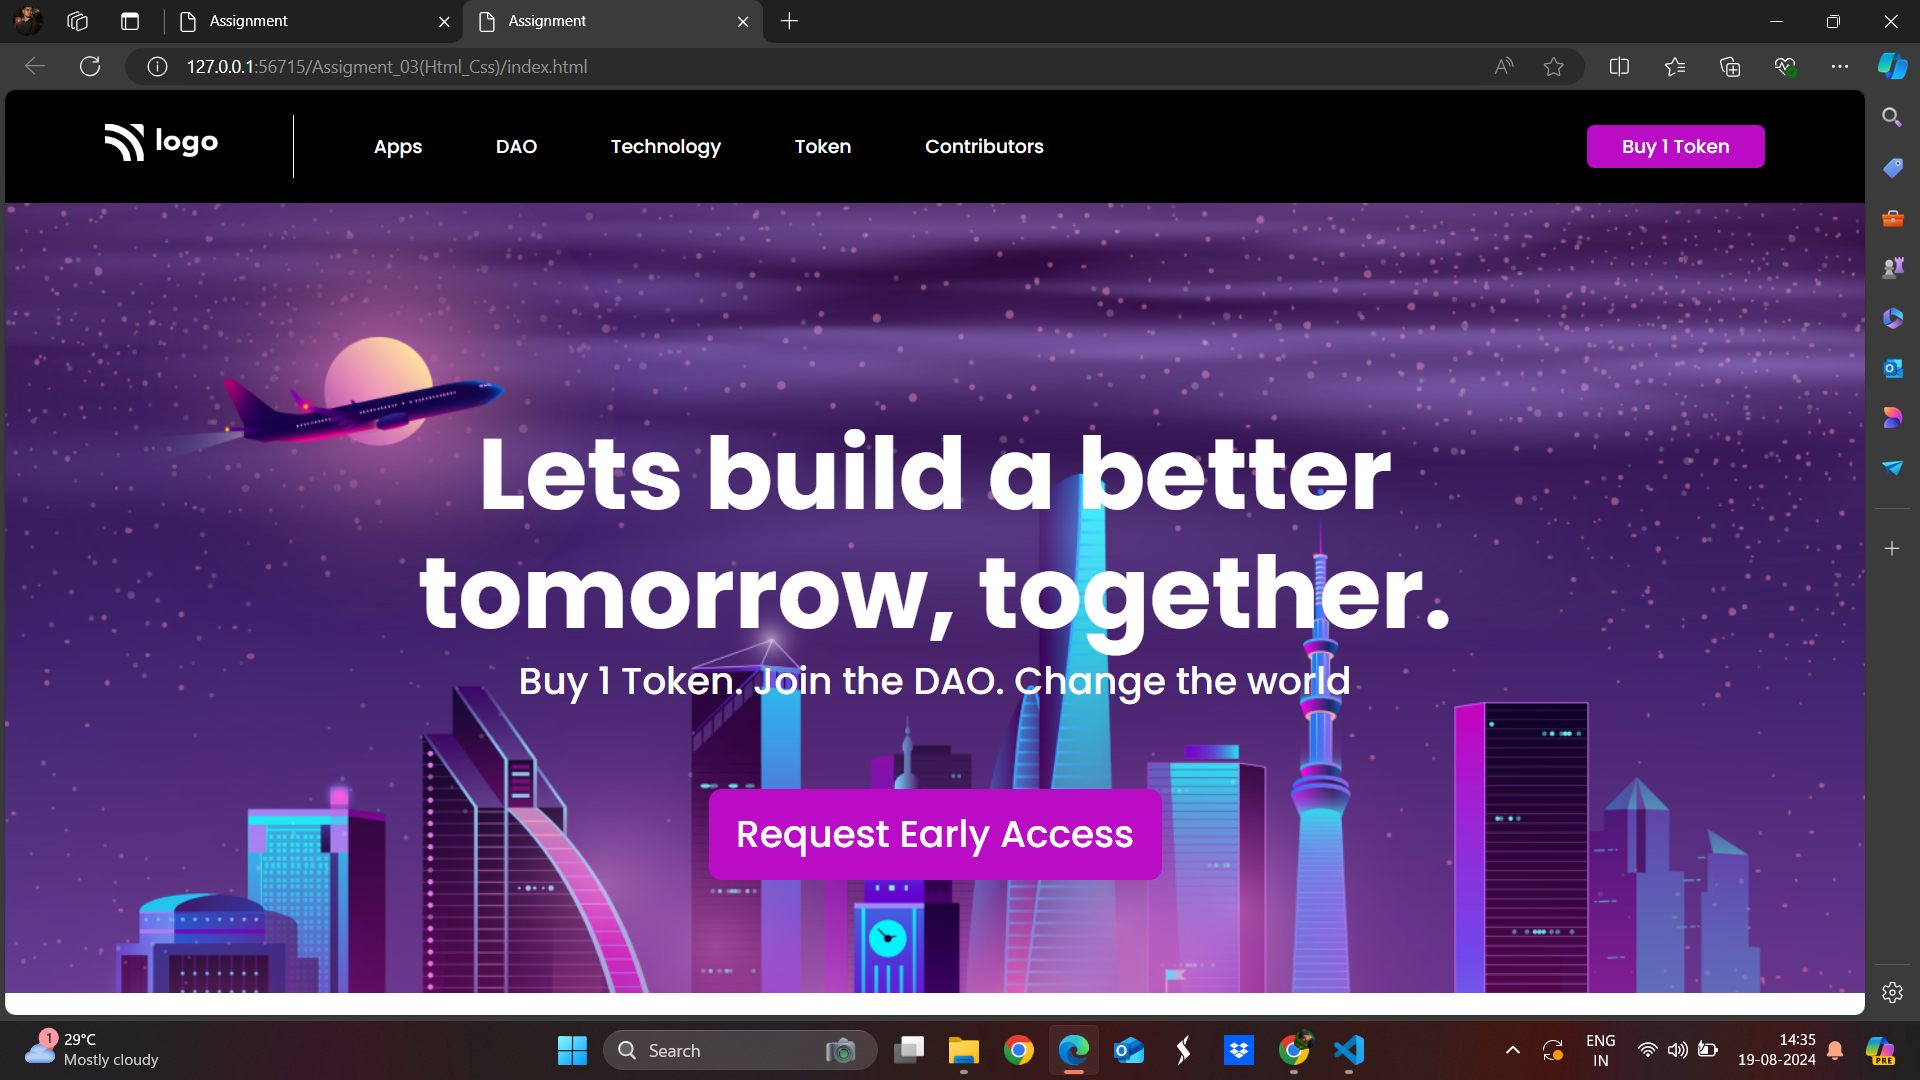 Assignment
Assignment
127.0.0.1:56715/Assigment_03(Html_Css)/index.html
logo
Apps
DAO
Technology
Token
Contributors
Buy 1 Token
Lets build a better
tomorrow, together.
Buy 1 Token. Join the DAO. Change the world
Request Early Access
1
29°C
Mostly cloudy
Search
ENG
IN
14:35
19-08-2024
PRE